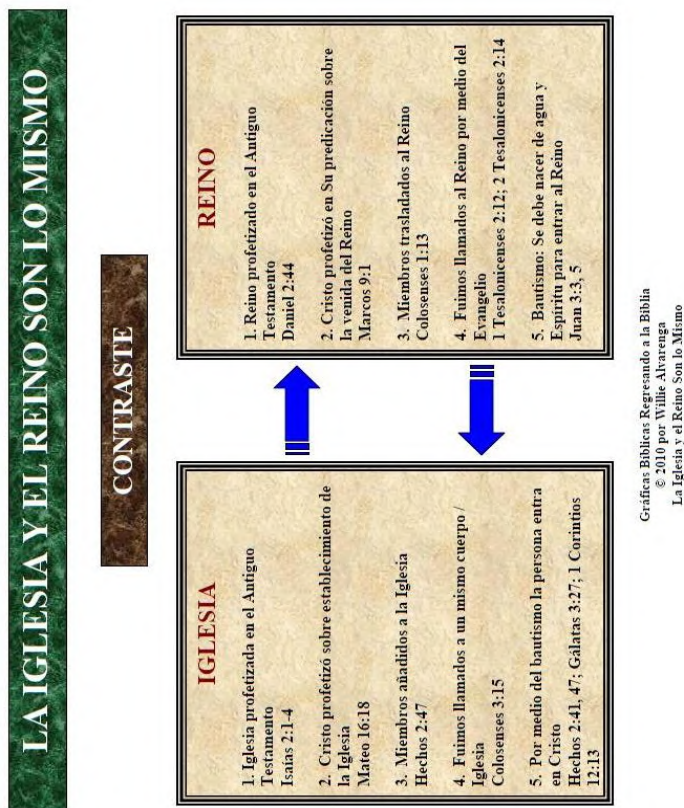 LA IGLESIA Y EL REINO SON LO MISMO
CONTRASTE
IGLESIA
1. Iglesia profetizada en el Antiguo
Testamento
Isaías 2:1-4
2. Cristo profetizó sobre establecimiento de
la Iglesia
Mateo 16:18
3. Miembros añadidos a la Iglesia
Hechos 2:47
4. Fuimos llamados a un mismo cuerpo /
Iglesia
Colosenses 3:15
5. Por medio del bautismo la persona entra
en Cristo
Hechos 2:41, 47; Gálatas 3:27; 1 Corintios
12:13
REINO
1. Reino profetizado en el Antiguo
Testamento
Daniel 2:44
2. Cristo profetizó en Su predicación sobre
la venida del Reino
Marcos 9:1
3. Miembros trasladados al Reino
Colosenses 1:13
4. Fuimos llamados al Reino por medio del
Evangelio
1 Tesalonicenses 2:12; 2 Tesalonicenses 2:14
5. Bautismo: Se debe nacer de agua y
Espíritu para entrar al Reino
Juan 3:3, 5
Gráficas Bíblicas Regresando a la Biblia
© 2010 por Willie Alvarenga
La Iglesia y el Reino Son lo Mismo